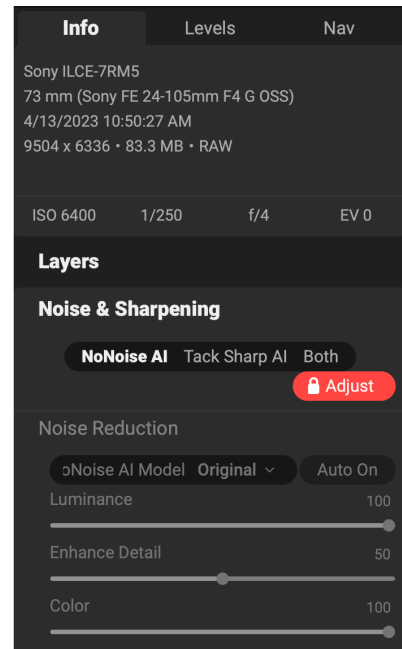 Info Levels Nav
Sony ILCE-7RM5
73 mm (Sony FE 24-105mm F4 G OSS)
4/13/2023 10:50:27 AM
9504 x 6336 • 83.3 MB • RAW
ISO 6400 1/250 f/4 EV 0
Layers
Noise & Sharpening
NoNoise AI Tack Sharp AI Both
Adjust
Noise Reduction
oNoise AI Model Original Auto On
Luminance 100
Enhance Detail 50
Color 100